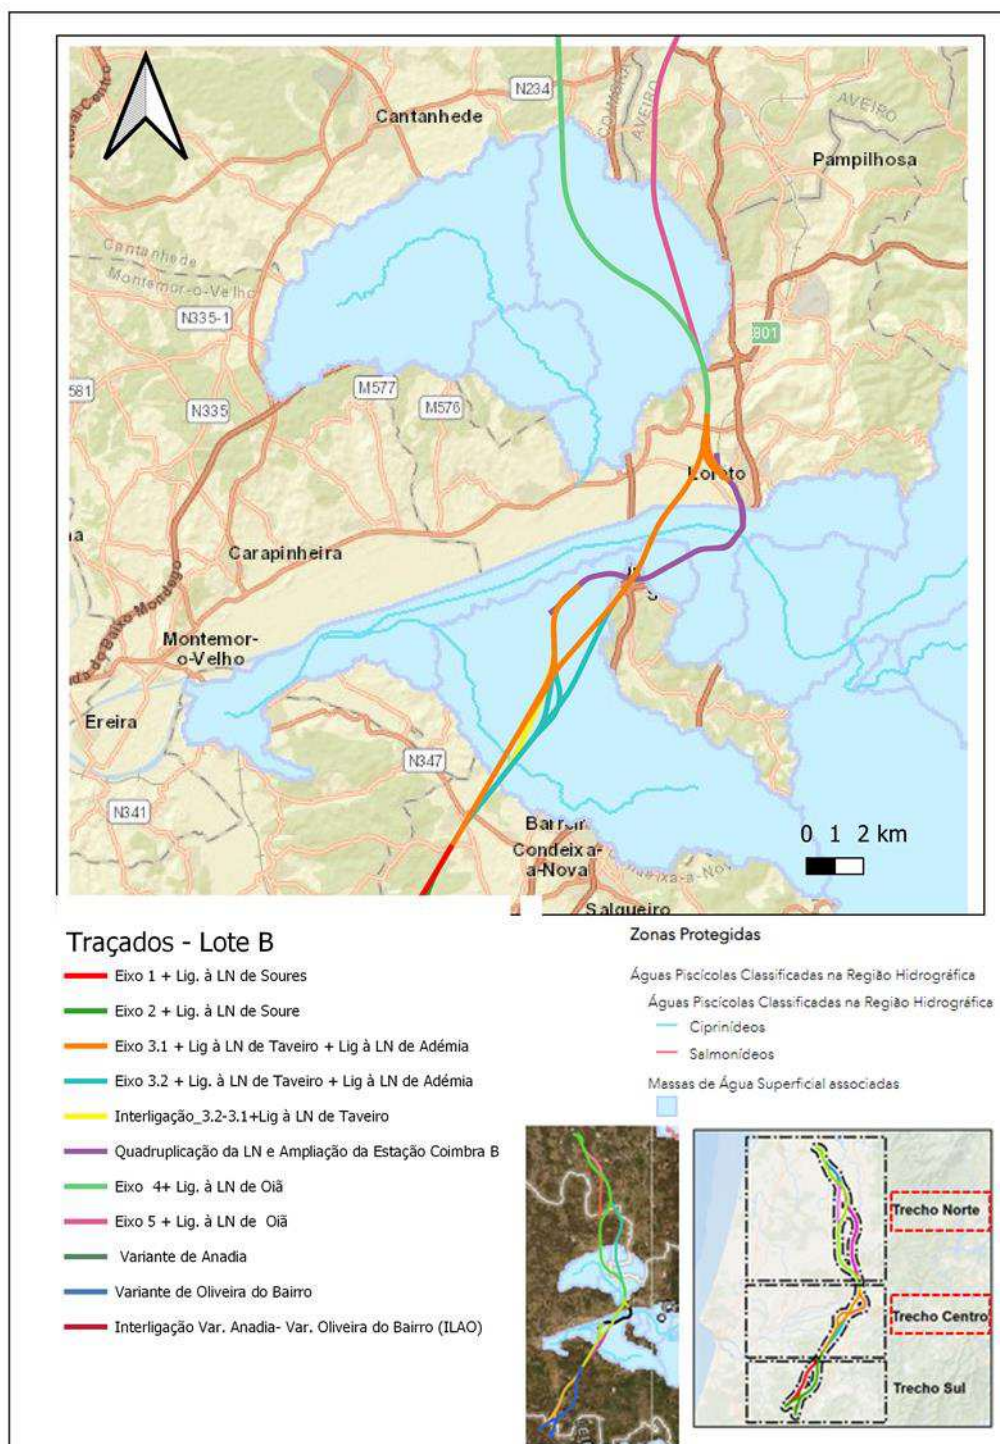 N234
COIMBRA
AVEIRO
AVEIRO
Cantanhede
Pampilhosa
Cantanhede
Montemor-o-Velho
N335-1
801
581
M577
N335
M576
Loreto
Carapinheira
Montemor-
o-Velho
Ereira
N347
N341
Condeixa-
a-Nova
Salgueiro
0 1 2 km
Traçados - Lote B
Eixo 1 + Lig. à LN de Soures
Eixo 2 + Lig. à LN de Soure
Eixo 3.1 + Lig à LN de Taveiro + Lig à LN de Adémia
Eixo 3.2 + Lig. à LN de Taveiro + Lig à LN de Adémia
Interligação_3.2-3.1+Lig à LN de Taveiro
Quadruplicação da LN e Ampliação da Estação Coimbra B
Eixo 4+ Lig. à LN de Oiã
Eixo 5 + Lig. à LN de Oiã
Variante de Anadia
Variante de Oliveira do Bairro
Interligação Var. Anadia- Var. Oliveira do Bairro (ILAO)
Zonas Protegidas
Águas Piscícolas Classificadas na Região Hidrográfica
Águas Piscícolas Classificadas na Região Hidrográfica
Ciprinídeos
Salmonídeos
Massas de Água Superficial associadas
Trecho Norte
Trecho Centro
Trecho Sul